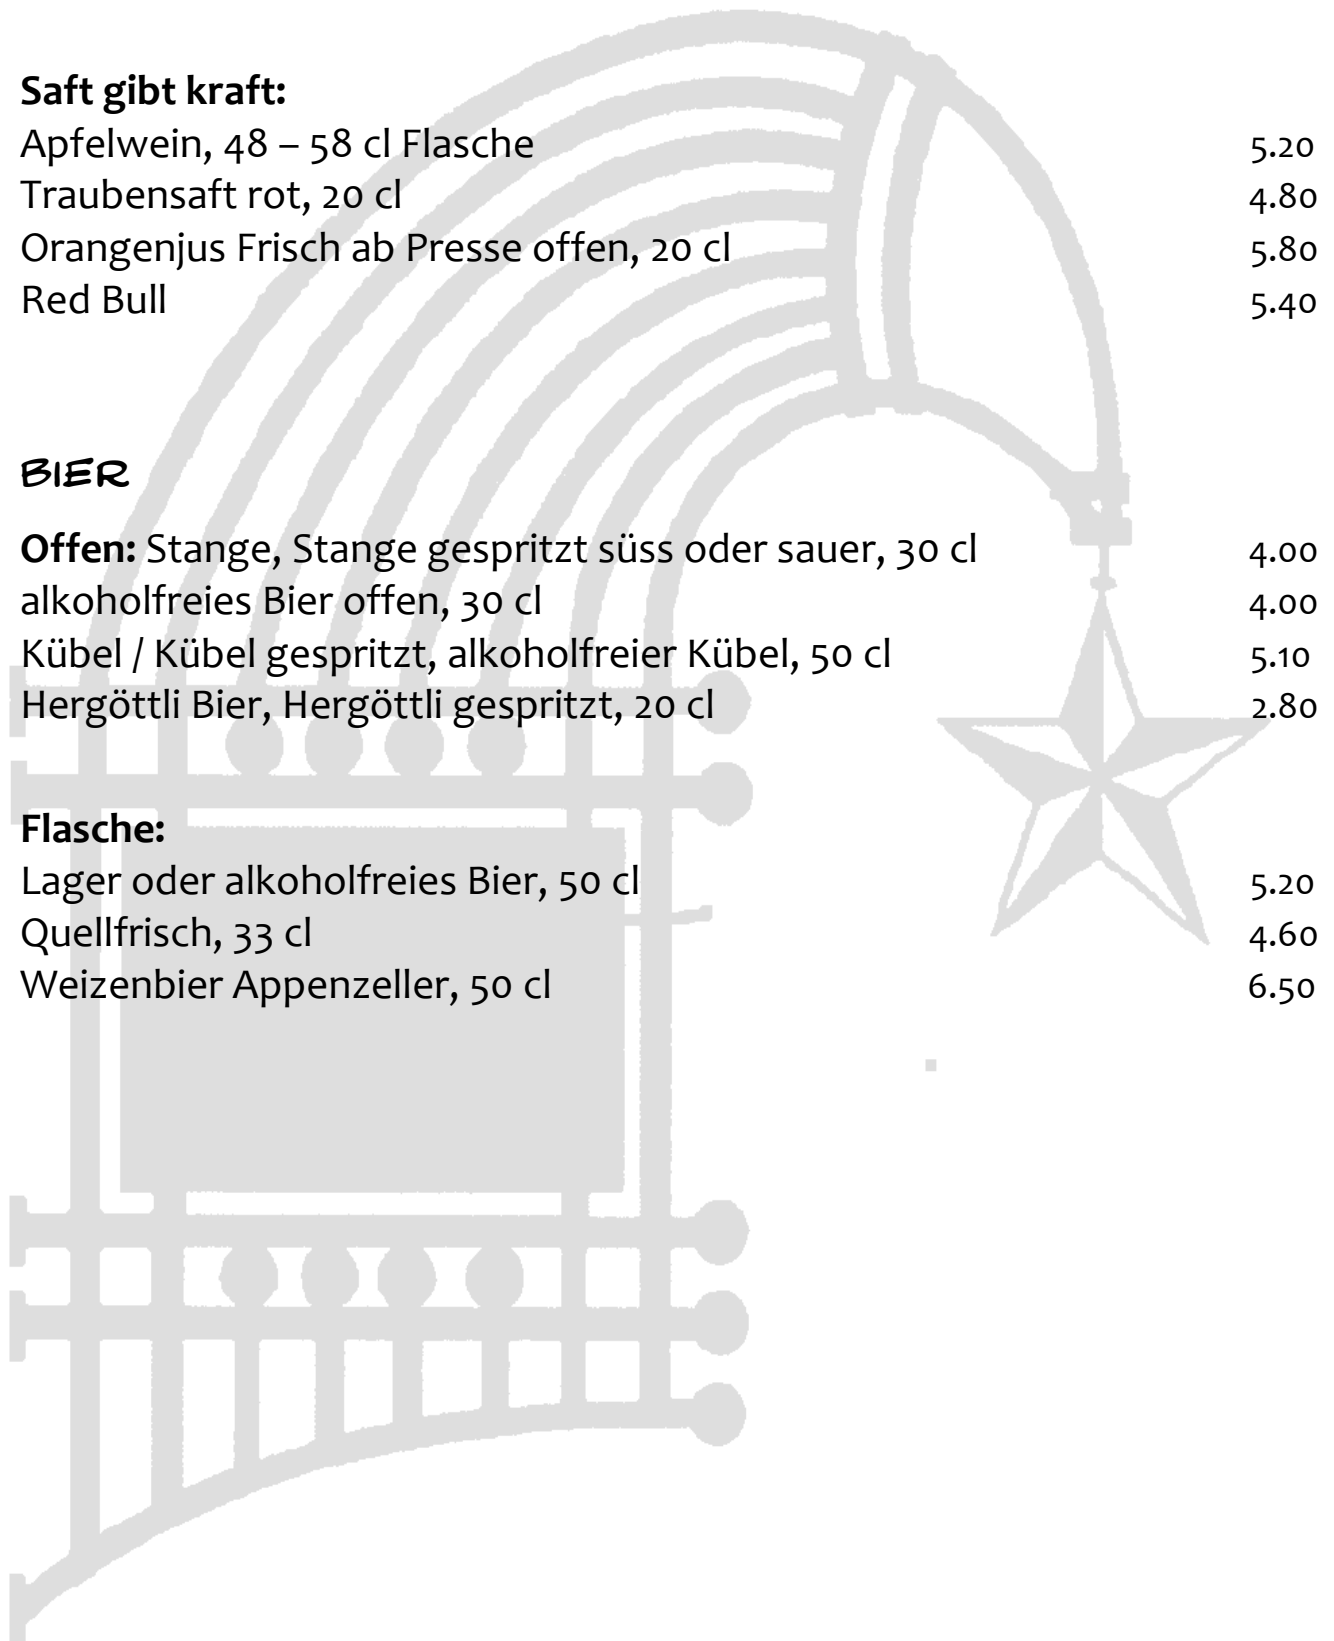 Saft gibt kraft:
Apfelwein, 48 – 58 cl Flasche 5.20
Traubensaft rot, 20 cl 4.80
Orangenjus Frisch ab Presse offen, 20 cl 5.80
Red Bull 5.40
BIER
Offen: Stange, Stange gespritzt süss oder sauer, 30 cl 4.00
alkoholfreies Bier offen, 30 cl 4.00
Kübel / Kübel gespritzt, alkoholfreier Kübel, 50 cl 5.10
Hergöttli Bier, Hergöttli gespritzt, 20 cl 2.80
Flasche:
Lager oder alkoholfreies Bier, 50 cl 5.20
Quellfrisch, 33 cl 4.60
Weizenbier Appenzeller, 50 cl 6.50